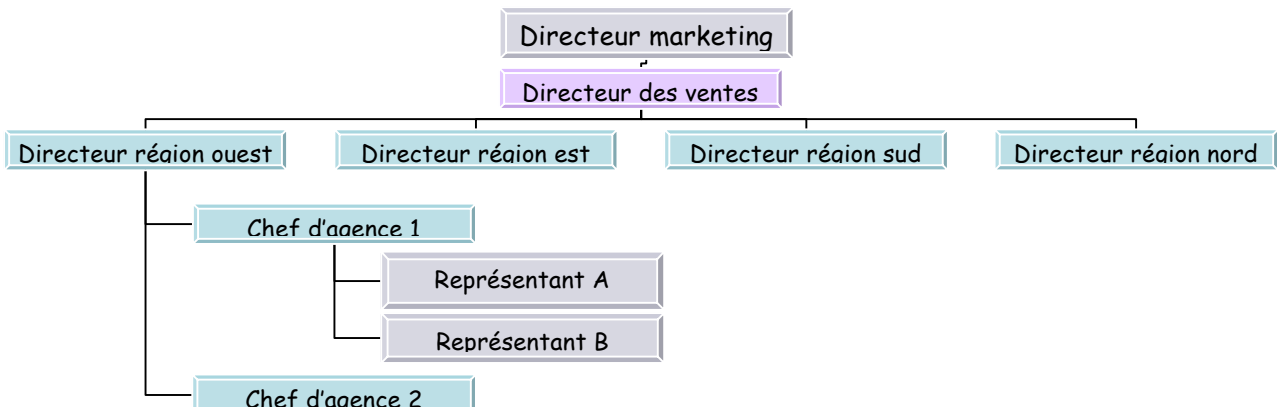 Directeur marketing
Directeur des ventes
Directeur région ouest
Directeur région est
Directeur région sud
Directeur région nord
Chef d'agence 1
Représentant A
Représentant B
Chef d'agence 2